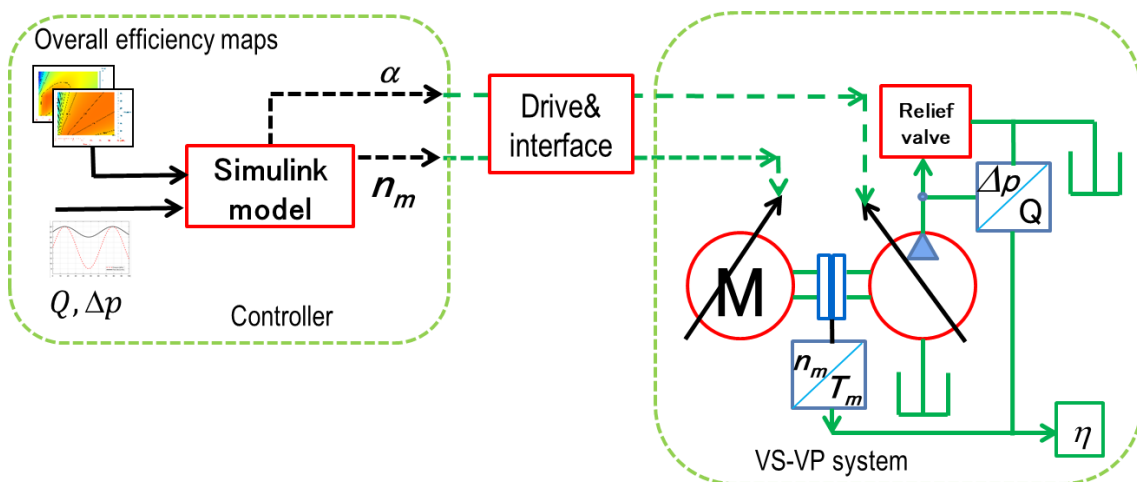 Overall efficiency maps
α
n_m
Simulink
model
Q, Δp
Controller
Drive&
interface
Relief
valve
Δp
Q
M
n_m
T_m
η
VS-VP system